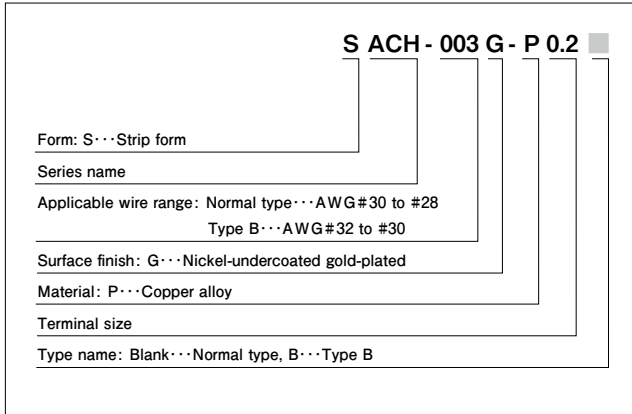 S ACH - 003 G - P 0.2
Form: S···Strip form
Series name
Applicable wire range: Normal type···AWG#30 to #28
Type B···AWG#32 to #30
Surface finish: G···Nickel-undercoated gold-plated
Material: P···Copper alloy
Terminal size
Type name: Blank···Normal type, B···Type B